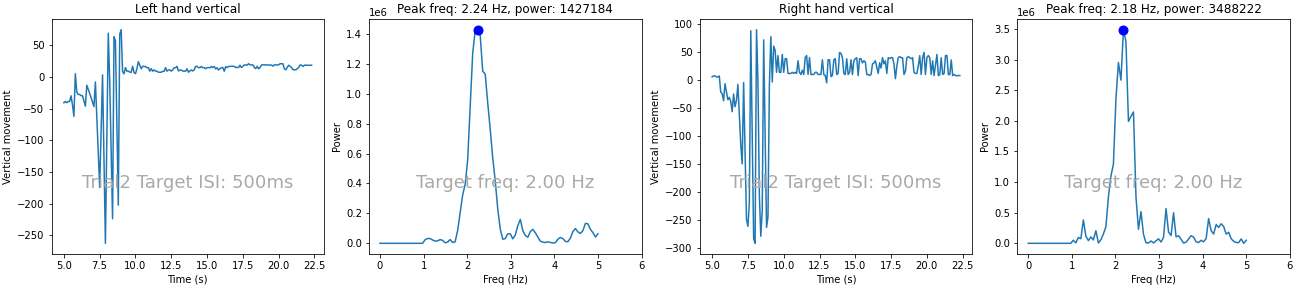 Left hand vertical
50
0
−50
−100
−150
−200
−250
Vertical movement
Trial2 Target ISI: 500ms
5.0 7.5 10.0 12.5 15.0 17.5 20.0 22.5
Time (s)
Peak freq: 2.24 Hz, power: 1427184
1e6
1.4
1.2
1.0
0.8
0.6
0.4
0.2
0.0
Power
Target freq: 2.00 Hz
0 1 2 3 4 5 6
Freq (Hz)
Right hand vertical
100
50
0
−50
−100
−150
−200
−250
−300
Vertical movement
Trial2 Target ISI: 500ms
5.0 7.5 10.0 12.5 15.0 17.5 20.0 22.5
Time (s)
Peak freq: 2.18 Hz, power: 3488222
1e6
3.5
3.0
2.5
2.0
1.5
1.0
0.5
0.0
Power
Target freq: 2.00 Hz
0 1 2 3 4 5 6
Freq (Hz)